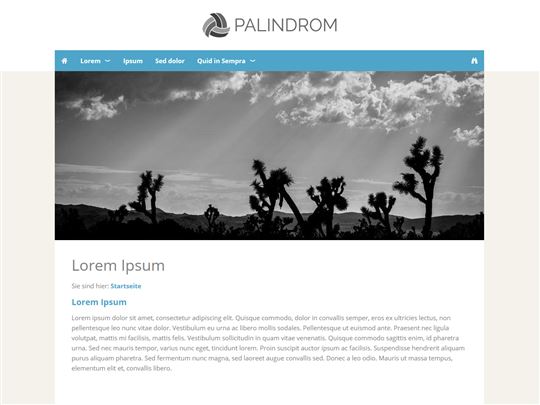 PALINDROM
Lorem Ipsum Sed dolor Quid in Sempra
Lorem Ipsum
Sie sind hier: Startseite
Lorem Ipsum
Lorem ipsum dolor sit amet, consectetur adipiscing elit. Quisque commodo, dolor in convallis semper, eros ex ultricies lectus, non
pellentesque leo nunc vitae dolor. Vestibulum eu urna ac libero mollis sodales. Pellentesque ut euismod ante. Praesent nec ligula
volutpat, mattis mi facilisis, mattis felis. Vestibulum sollicitudin in quam vitae venenatis. Quisque commodo sagittis enim, id pharetra
urna. Sed nec mauris tempor, varius nunc eget, tincidunt lorem. Proin suscipit auctor ipsum ac facilisis. Suspendisse hendrerit aliquam
purus aliquam pharetra. Sed fermentum nunc magna, sed laoreet augue convallis sed. Donec a leo odio. Mauris ut massa tempus,
elementum elit et, convallis libero.